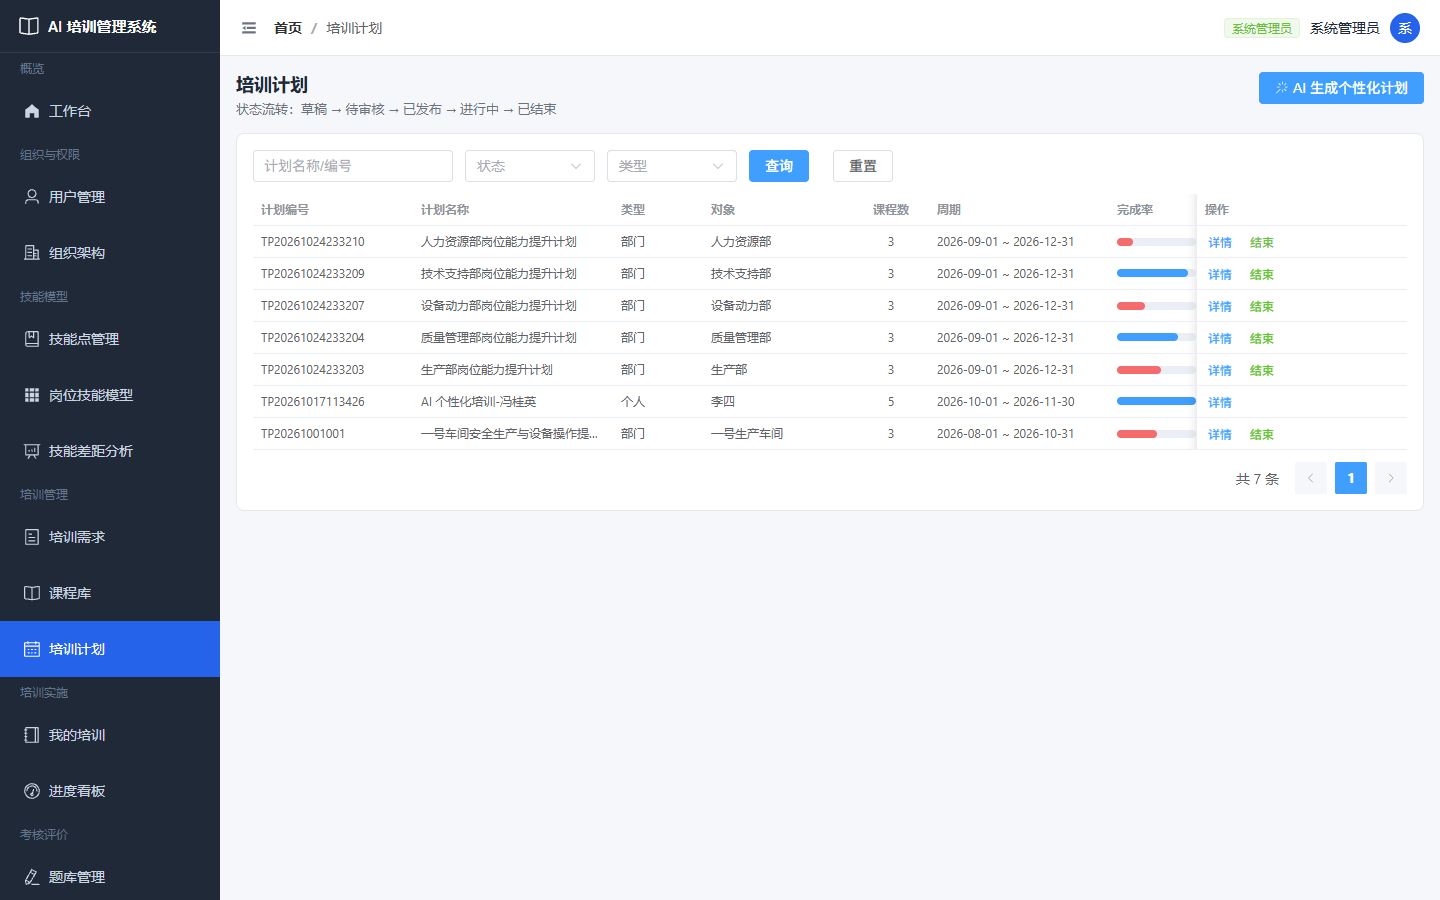 AI 培训管理系统
首页 / 培训计划
系统管理员 系统管理员 系
概览
工作台
组织与权限
用户管理
组织架构
技能模型
技能点管理
岗位技能模型
技能差距分析
培训管理
培训需求
课程库
培训计划
培训实施
我的培训
进度看板
考核评价
题库管理
培训计划
状态流转：草稿 → 待审核 → 已发布 → 进行中 → 已结束
AI 生成个性化计划
计划名称/编号 状态 类型 查询 重置
计划编号 计划名称 类型 对象 课程数 周期 完成率 操作
TP20261024233210 人力资源部岗位能力提升计划 部门 人力资源部 3 2026-09-01 ~ 2026-12-31 详情 结束
TP20261024233209 技术支持部岗位能力提升计划 部门 技术支持部 3 2026-09-01 ~ 2026-12-31 详情 结束
TP20261024233207 设备动力部岗位能力提升计划 部门 设备动力部 3 2026-09-01 ~ 2026-12-31 详情 结束
TP20261024233204 质量管理部岗位能力提升计划 部门 质量管理部 3 2026-09-01 ~ 2026-12-31 详情 结束
TP20261024233203 生产部岗位能力提升计划 部门 生产部 3 2026-09-01 ~ 2026-12-31 详情 结束
TP20261017113426 AI 个性化培训-冯桂英 个人 李四 5 2026-10-01 ~ 2026-11-30 详情
TP20261001001 一号车间安全生产与设备操作提... 部门 一号生产车间 3 2026-08-01 ~ 2026-10-31 详情 结束
共 7 条 1